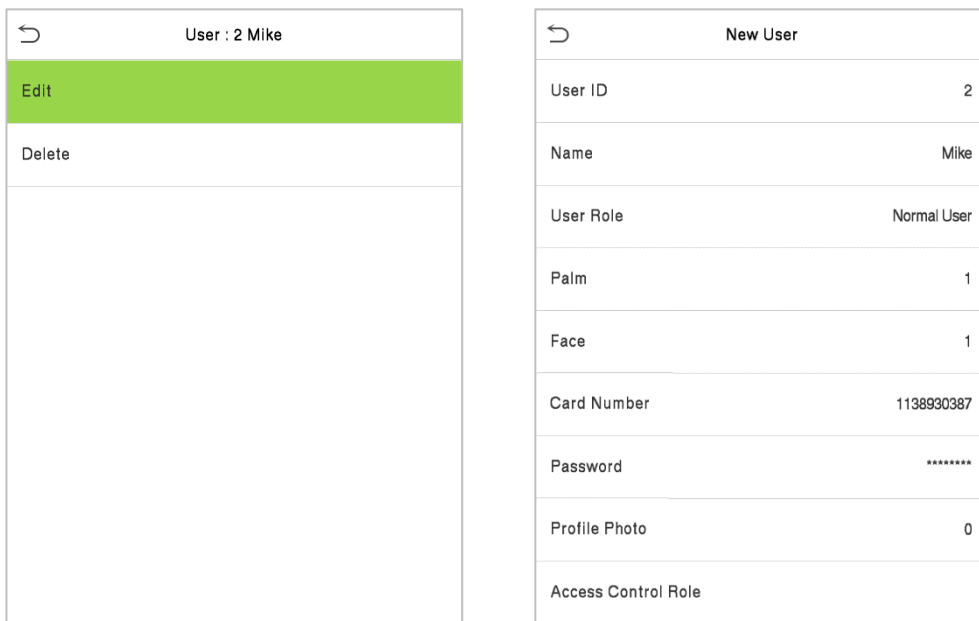 User : 2 Mike
Edit
Delete
New User
User ID 2
Name Mike
User Role Normal User
Palm 1
Face 1
Card Number 1138930387
Password ********
Profile Photo 0
Access Control Role